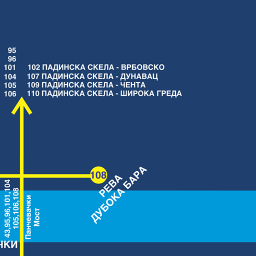 95
96
101 102 ПАДИНСКА СКЕЛА - ВРБОВСКО
104 107 ПАДИНСКА СКЕЛА - ДУНАВАЦ
105 109 ПАДИНСКА СКЕЛА - ЧЕНТА
106 110 ПАДИНСКА СКЕЛА - ШИРОКА ГРЕДА
108
РЕВА
ДУБОКА БАРА
43,95,96,101,104
105,106,108
Панчевачки
Мост